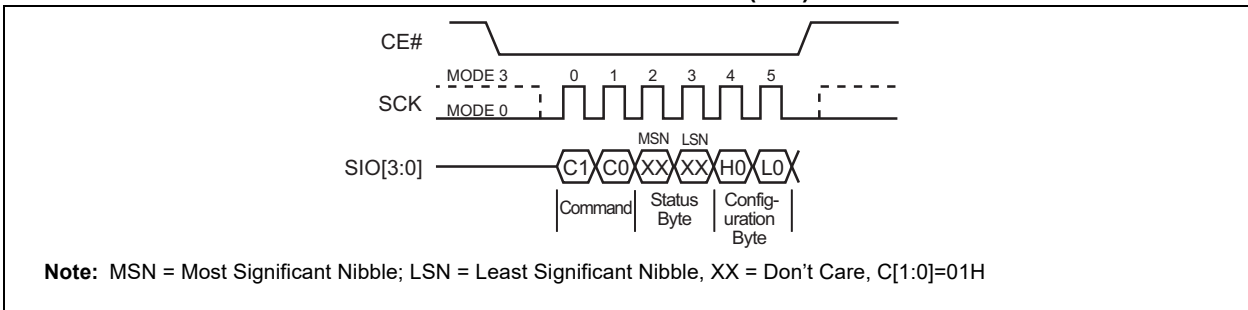 CE#
MODE 3 0 1 2 3 4 5
SCK
MODE 0
MSN LSN
SIO[3:0] C1 C0 XX XX H0 L0
Command Status Byte Config-uration Byte
Note: MSN = Most Significant Nibble; LSN = Least Significant Nibble, XX = Don't Care, C[1:0]=01H